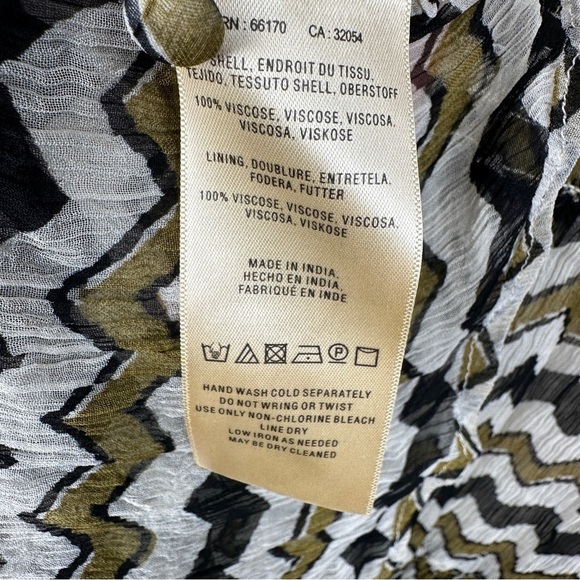 RN : 66170 CA : 32054
SHELL, ENDROIT DU TISSU,
TEJIDO, TESSUTO SHELL, OBERSTOFF
100% VISCOSE, VISCOSE, VISCOSA,
VISCOSA, VISKOSE
LINING, DOUBLURE, ENTRETELA,
FODERA, FUTTER
100% VISCOSE, VISCOSE, VISCOSA,
VISCOSA, VISKOSE
MADE IN INDIA,
HECHO EN INDIA,
FABRIQUÉ EN INDE
HAND WASH COLD SEPARATELY
DO NOT WRING OR TWIST
USE ONLY NON-CHLORINE BLEACH
LINE DRY
LOW IRON AS NEEDED
MAY BE DRY CLEANED